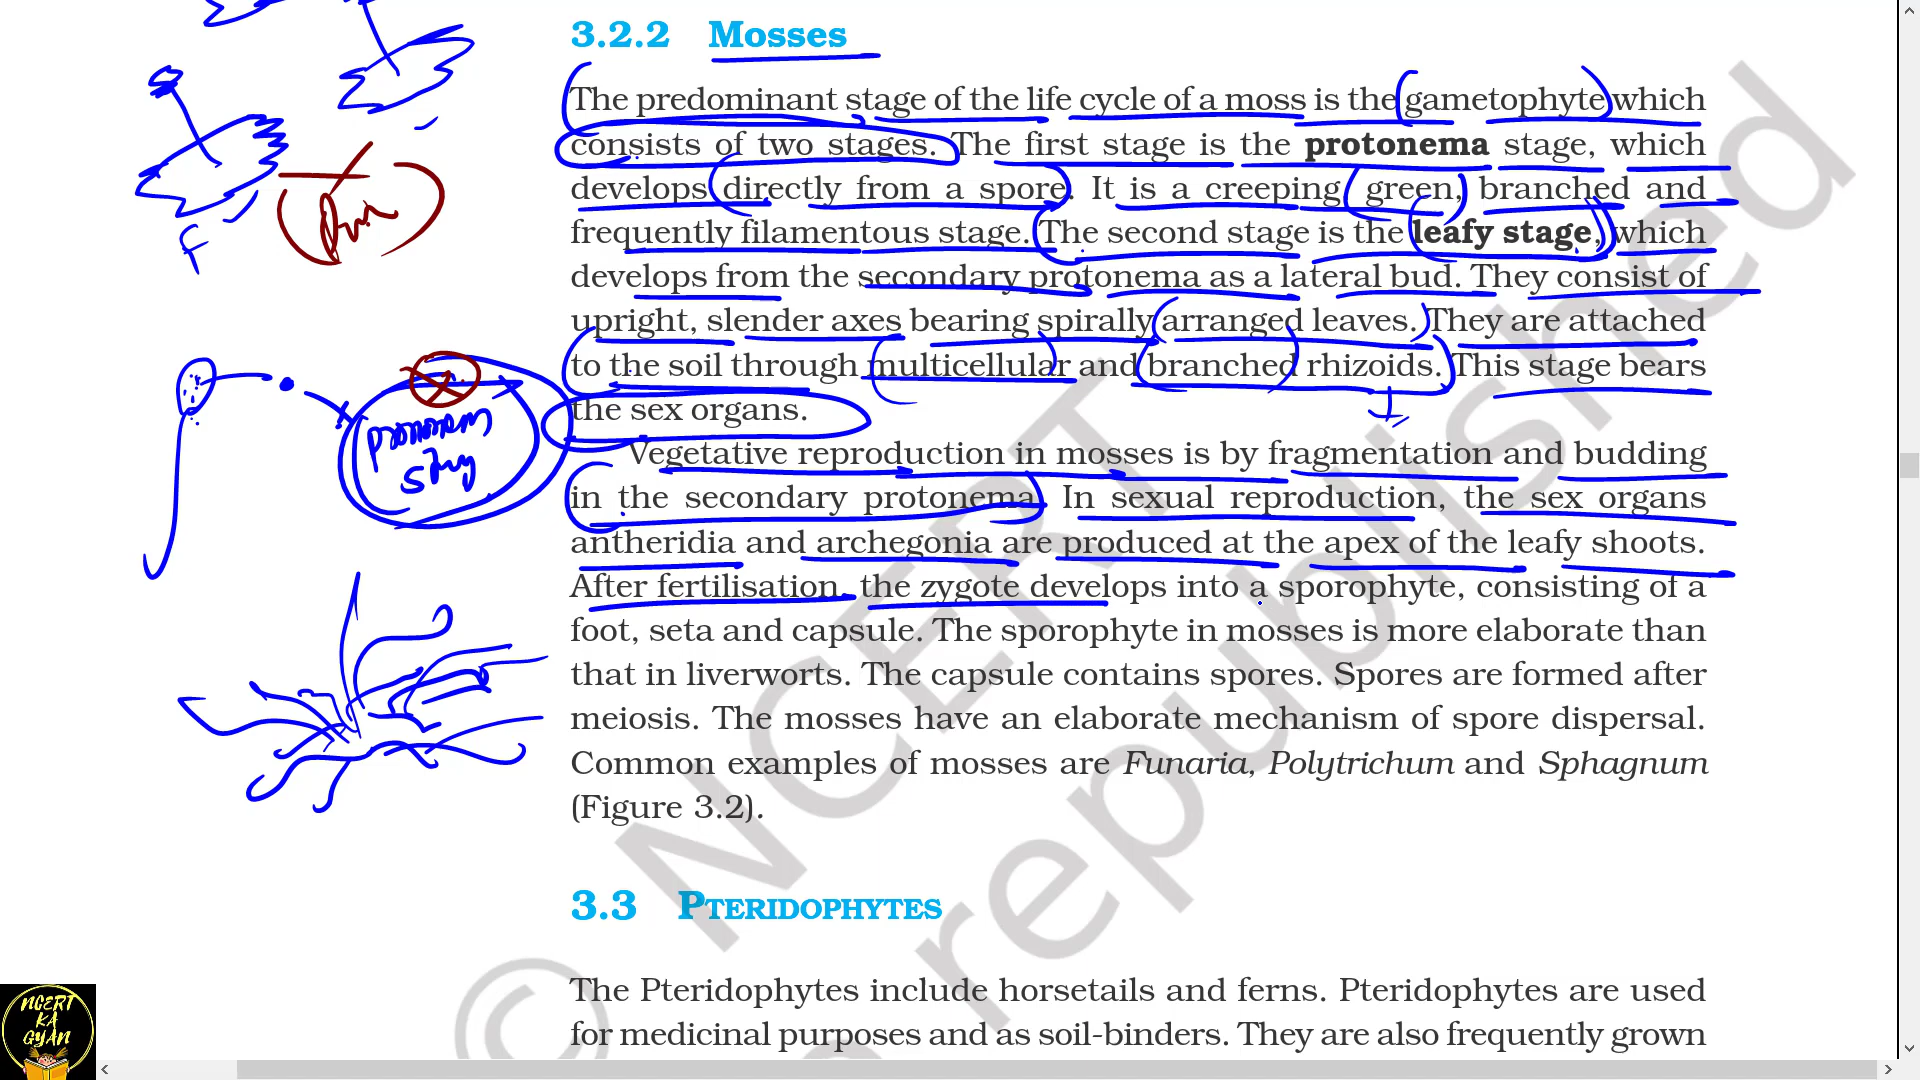 3.2.2 Mosses
The predominant stage of the life cycle of a moss is the gametophyte which
consists of two stages. The first stage is the protonema stage, which
develops directly from a spore. It is a creeping, green, branched and
frequently filamentous stage. The second stage is the leafy stage, which
develops from the secondary protonema as a lateral bud. They consist of
upright, slender axes bearing spirally arranged leaves. They are attached
to the soil through multicellular and branched rhizoids. This stage bears
the sex organs.
Vegetative reproduction in mosses is by fragmentation and budding
in the secondary protonema. In sexual reproduction, the sex organs
antheridia and archegonia are produced at the apex of the leafy shoots.
After fertilisation, the zygote develops into a sporophyte, consisting of a
foot, seta and capsule. The sporophyte in mosses is more elaborate than
that in liverworts. The capsule contains spores. Spores are formed after
meiosis. The mosses have an elaborate mechanism of spore dispersal.
Common examples of mosses are Funaria, Polytrichum and Sphagnum
(Figure 3.2).
3.3 PTERIDOPHYTES
The Pteridophytes include horsetails and ferns. Pteridophytes are used
for medicinal purposes and as soil-binders. They are also frequently grown
© NCERT
republished
F
NCERT
KA
GYAN